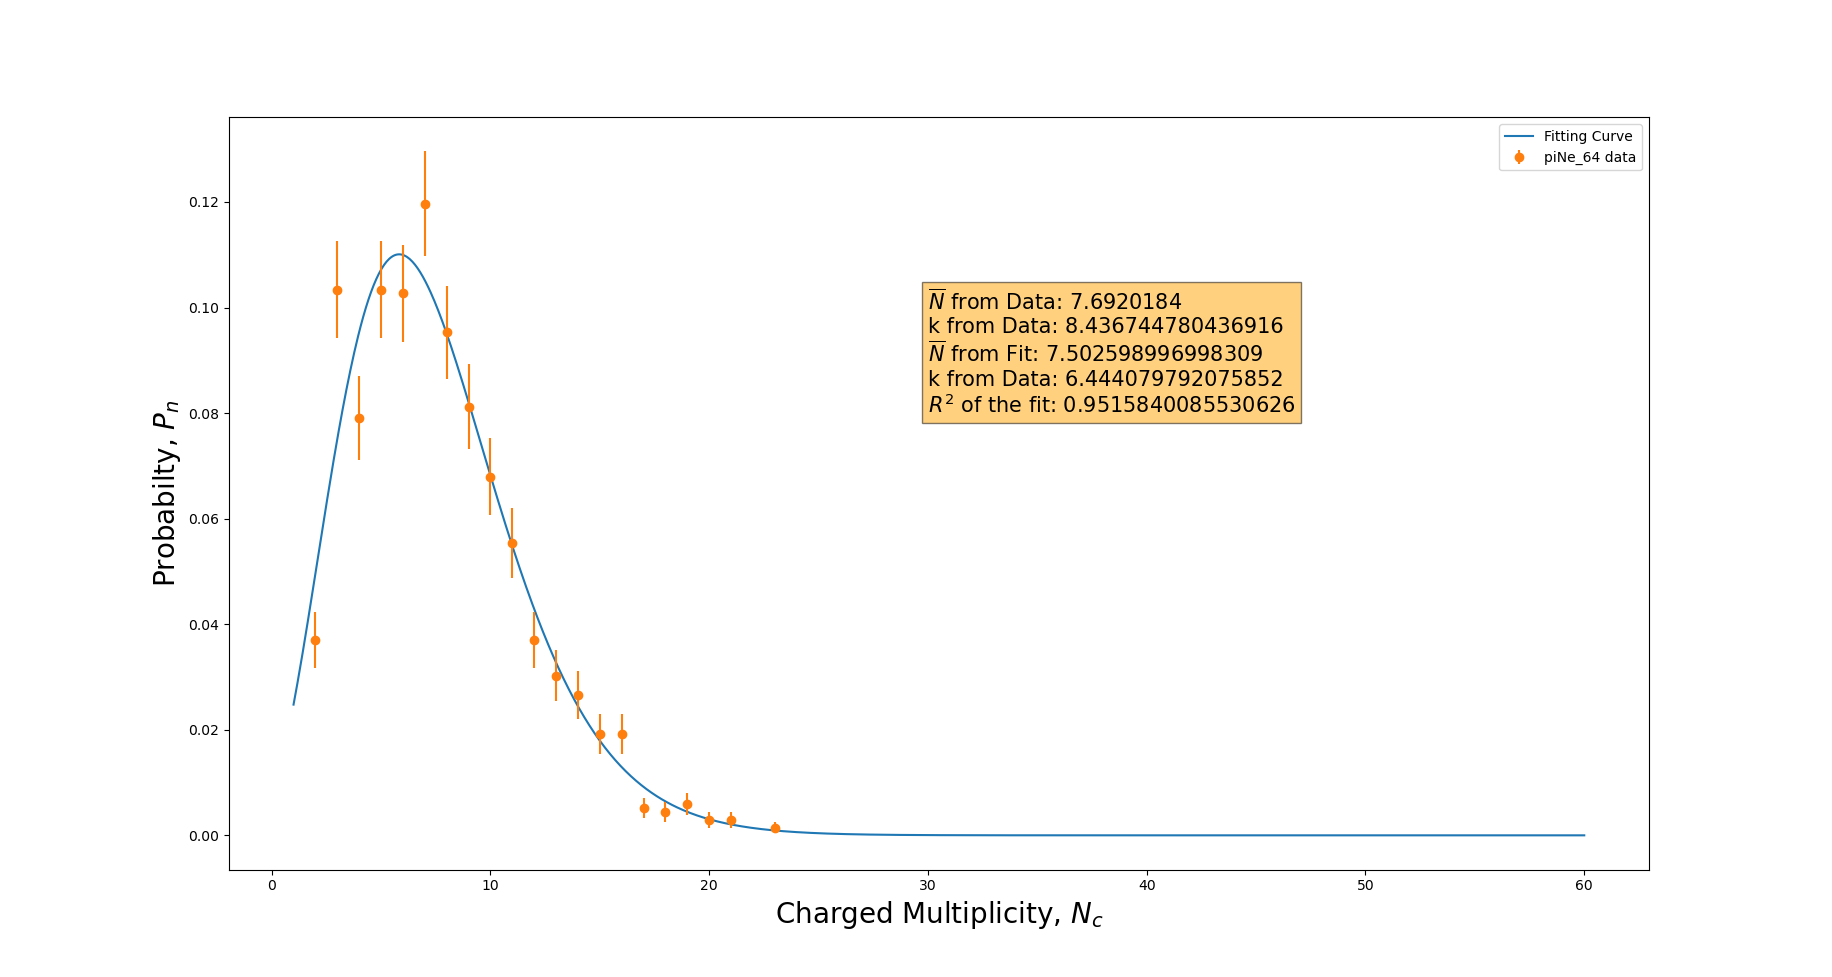 Fitting Curve
piNe_64 data
0.12
0.10
0.08
0.06
0.04
0.02
0.00
Probabilty, Pₙ
N̅ from Data: 7.6920184
k from Data: 8.436744780436916
N̅ from Fit: 7.502598996998309
k from Data: 6.444079792075852
R² of the fit: 0.9515840085530626
0 10 20 30 40 50 60
Charged Multiplicity, N_c